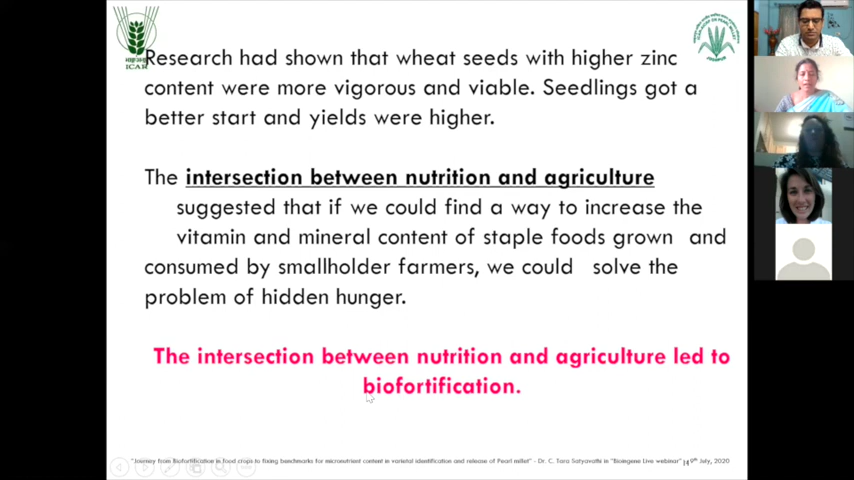 Research had shown that wheat seeds with higher zinc
content were more vigorous and viable. Seedlings got a
better start and yields were higher.
The intersection between nutrition and agriculture
suggested that if we could find a way to increase the
vitamin and mineral content of staple foods grown and
consumed by smallholder farmers, we could solve the
problem of hidden hunger.
The intersection between nutrition and agriculture led to
biofortification.
"Journey from Biofortification in food crops to fixing benchmarks for micronutrient content in varietal identification and release of Pearl millet" - Dr. C. Tara Satyavathi in "Bioingene Live webinar" 9th July, 2020
ICAR